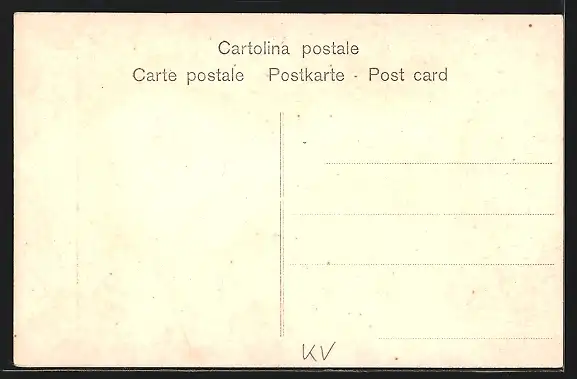 Cartolina postale
Carte postale Postkarte - Post card
KV